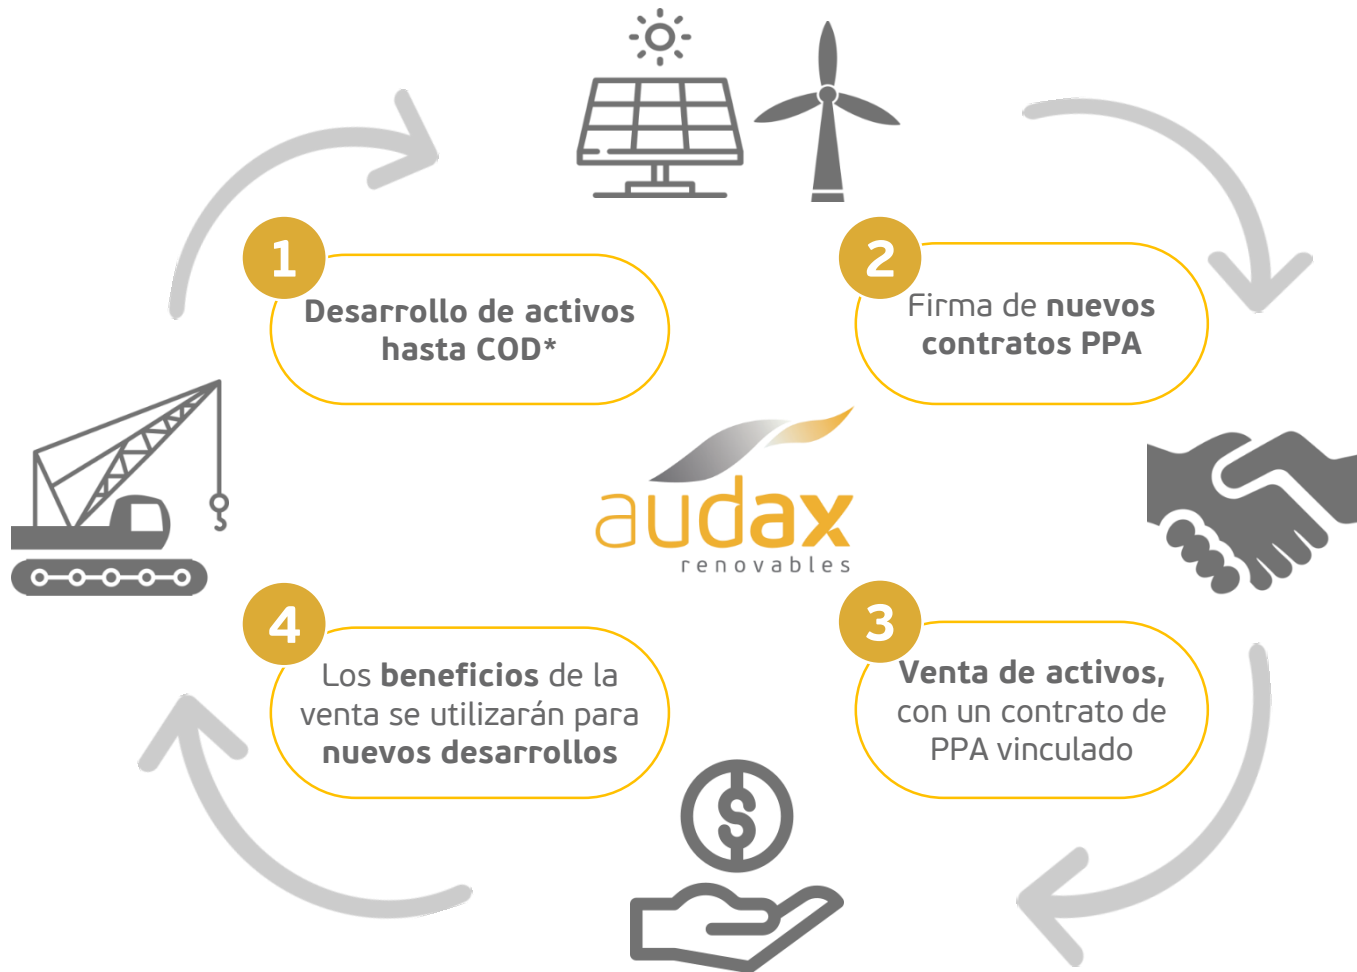 1
Desarrollo de activos
hasta COD*
2
Firma de nuevos
contratos PPA
audax
renovables
3
Venta de activos,
con un contrato de
PPA vinculado
4
Los beneficios de la
venta se utilizarán para
nuevos desarrollos
$